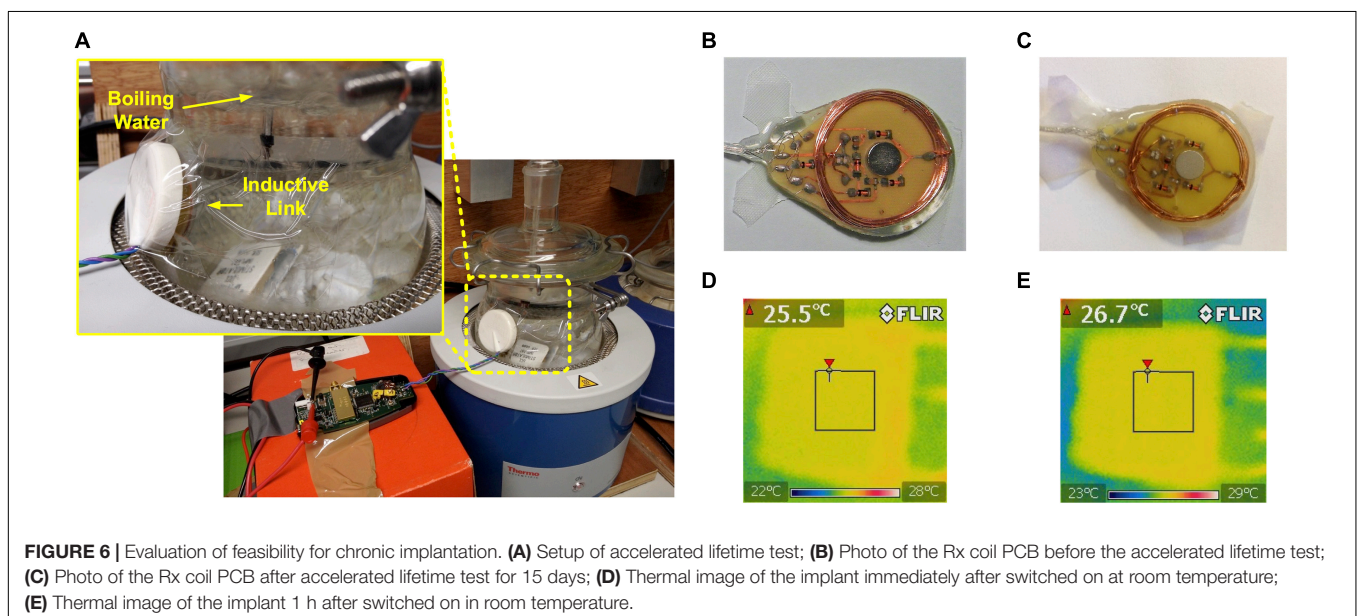 A
B
C
Boiling
Water
Inductive
Link
Thermo
SCIENTIFIC
D
E
25.5°C
FLIR
22°C
28°C
26.7°C
FLIR
23°C
29°C
FIGURE 6 | Evaluation of feasibility for chronic implantation. (A) Setup of accelerated lifetime test; (B) Photo of the Rx coil PCB before the accelerated lifetime test;
(C) Photo of the Rx coil PCB after accelerated lifetime test for 15 days; (D) Thermal image of the implant immediately after switched on at room temperature;
(E) Thermal image of the implant 1 h after switched on in room temperature.